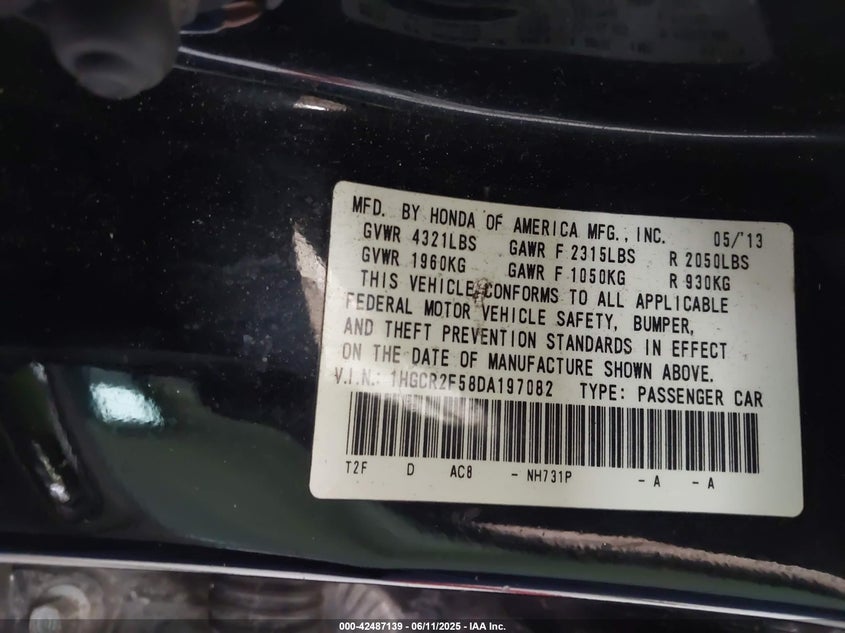 MFD. BY HONDA OF AMERICA MFG., INC. 05/'13
GVWR 4321LBS GAWR F 2315LBS R 2050LBS
GVWR 1960KG GAWR F 1050KG R 930KG
THIS VEHICLE CONFORMS TO ALL APPLICABLE
FEDERAL MOTOR VEHICLE SAFETY, BUMPER,
AND THEFT PREVENTION STANDARDS IN EFFECT
ON THE DATE OF MANUFACTURE SHOWN ABOVE.
V.I.N.: 1HGCR2F58DA197082 TYPE: PASSENGER CAR
T2F D AC8 - NH731P - A - A
000-42487139 - 06/11/2025 - IAA Inc.